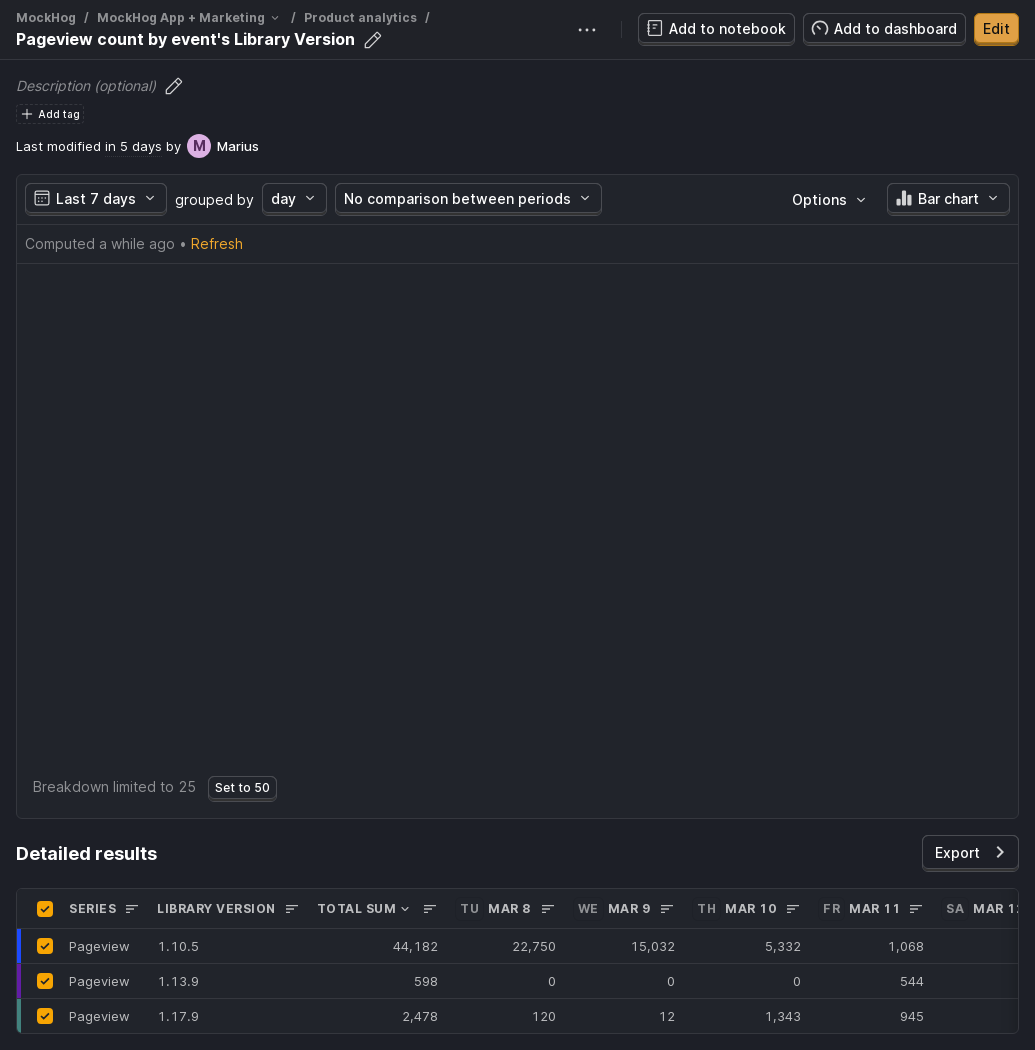 MockHog / MockHog App + Marketing / Product analytics /
Pageview count by event's Library Version
Add to notebook
Add to dashboard
Edit
Description (optional)
Add tag
Last modified in 5 days by M Marius
Last 7 days grouped by day No comparison between periods Options Bar chart
Computed a while ago • Refresh
Breakdown limited to 25 Set to 50
Detailed results
Export
SERIES LIBRARY VERSION TOTAL SUM TU MAR 8 WE MAR 9 TH MAR 10 FR MAR 11 SA MAR
Pageview 1.10.5 44,182 22,750 15,032 5,332 1,068
Pageview 1.13.9 598 0 0 0 544
Pageview 1.17.9 2,478 120 12 1,343 945